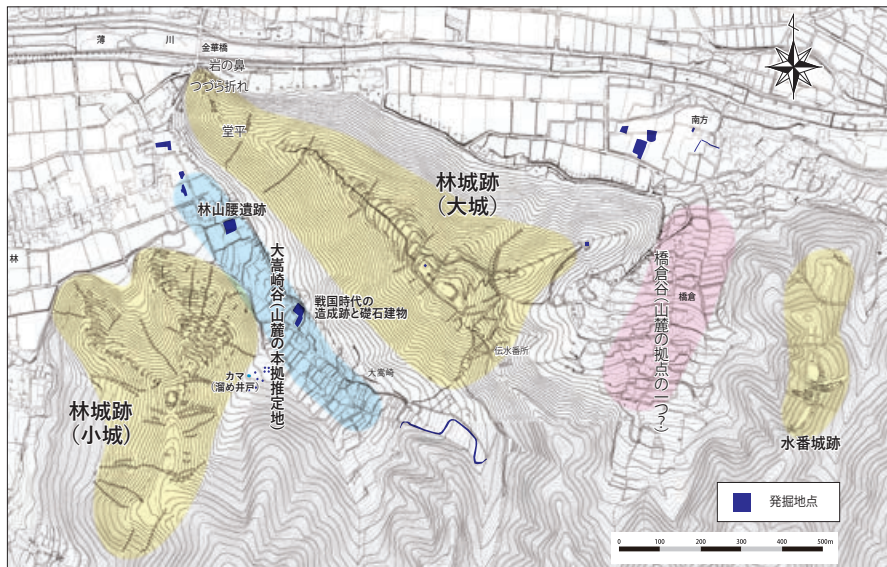 薄川
金華橋
岩の鼻
つづら折れ
堂平
南方
林城跡
（大城）
林山腰遺跡
林
大嵩崎谷（山麓の本拠推定地）
戦国時代の
造成跡と礎石建物
橋倉谷（山麓の拠点の一つ？）
橋倉
伝水番所
大嵩崎
カマ
（溜め井戸）
林城跡
（小城）
水番城跡
発掘地点
0 100 200 300 400 500m